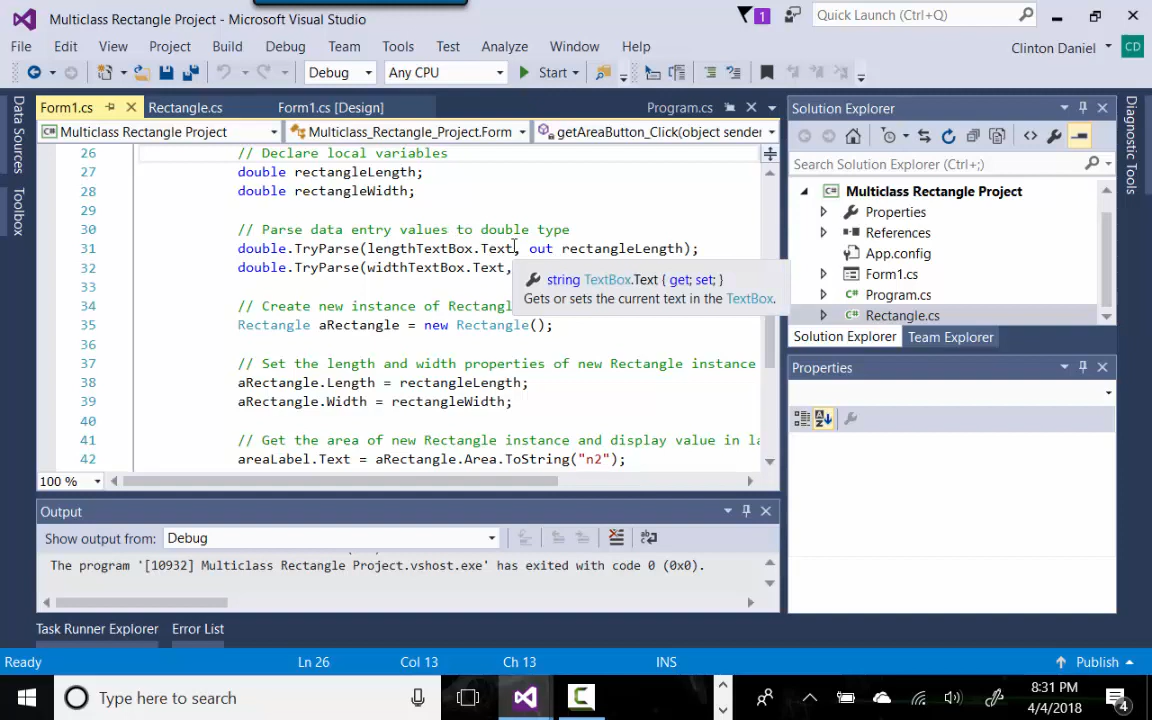 Multiclass Rectangle Project - Microsoft Visual Studio
1
Quick Launch (Ctrl+Q)
File Edit View Project Build Debug Team Tools Test Analyze Window Help
Clinton Daniel
CD
Debug Any CPU Start
Form1.cs Rectangle.cs Form1.cs [Design] Program.cs
Multiclass Rectangle Project Multiclass_Rectangle_Project.Form getAreaButton_Click(object sender
26 // Declare local variables
27 double rectangleLength;
28 double rectangleWidth;
29
30 // Parse data entry values to double type
31 double.TryParse(lengthTextBox.Text, out rectangleLength);
32 double.TryParse(widthTextBox.Text,
string TextBox.Text { get; set; }
Gets or sets the current text in the TextBox.
33
34 // Create new instance of Rectang
35 Rectangle aRectangle = new Rectangle();
36
37 // Set the length and width properties of new Rectangle instance
38 aRectangle.Length = rectangleLength;
39 aRectangle.Width = rectangleWidth;
40
41 // Get the area of new Rectangle instance and display value in la
42 areaLabel.Text = aRectangle.Area.ToString("n2");
100 %
Output
Show output from: Debug
The program '[10932] Multiclass Rectangle Project.vshost.exe' has exited with code 0 (0x0).
Task Runner Explorer Error List
Data Sources
Toolbox
Solution Explorer
Search Solution Explorer (Ctrl+;)
Multiclass Rectangle Project
Properties
References
App.config
Form1.cs
Program.cs
Rectangle.cs
Solution Explorer Team Explorer
Properties
Diagnostic Tools
Ready Ln 26 Col 13 Ch 13 INS Publish
Type here to search
8:31 PM
4/4/2018
4